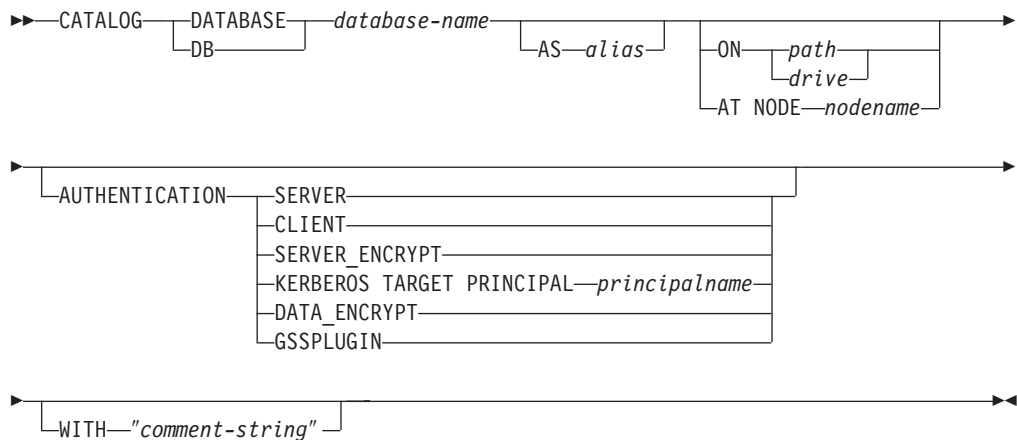 CATALOG DATABASE database-name ON path
DB AS alias drive
AT NODE nodename
AUTHENTICATION SERVER
CLIENT
SERVER_ENCRYPT
KERBEROS TARGET PRINCIPAL principalname
DATA_ENCRYPT
GSSPLUGIN
WITH "comment-string"